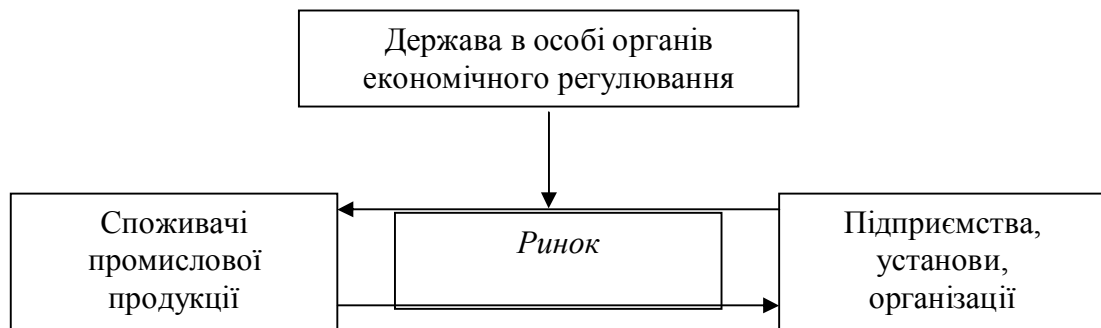 Держава в особі органів
економічного регулювання
Споживачі
промислової
продукції
Ринок
Підприємства,
установи,
організації